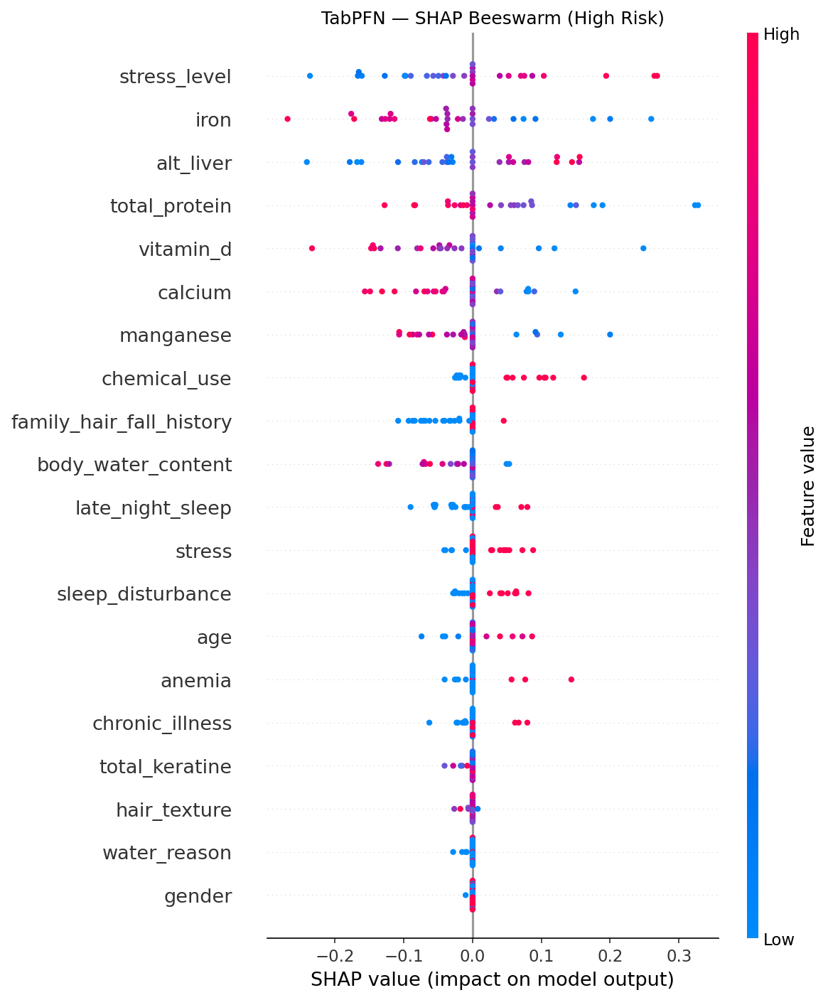 TabPFN — SHAP Beeswarm (High Risk)
High
stress_level
iron
alt_liver
total_protein
vitamin_d
calcium
manganese
chemical_use
family_hair_fall_history
body_water_content
late_night_sleep
stress
sleep_disturbance
age
anemia
chronic_illness
total_keratine
hair_texture
water_reason
gender
Feature value
Low
−0.2 −0.1 0.0 0.1 0.2 0.3
SHAP value (impact on model output)